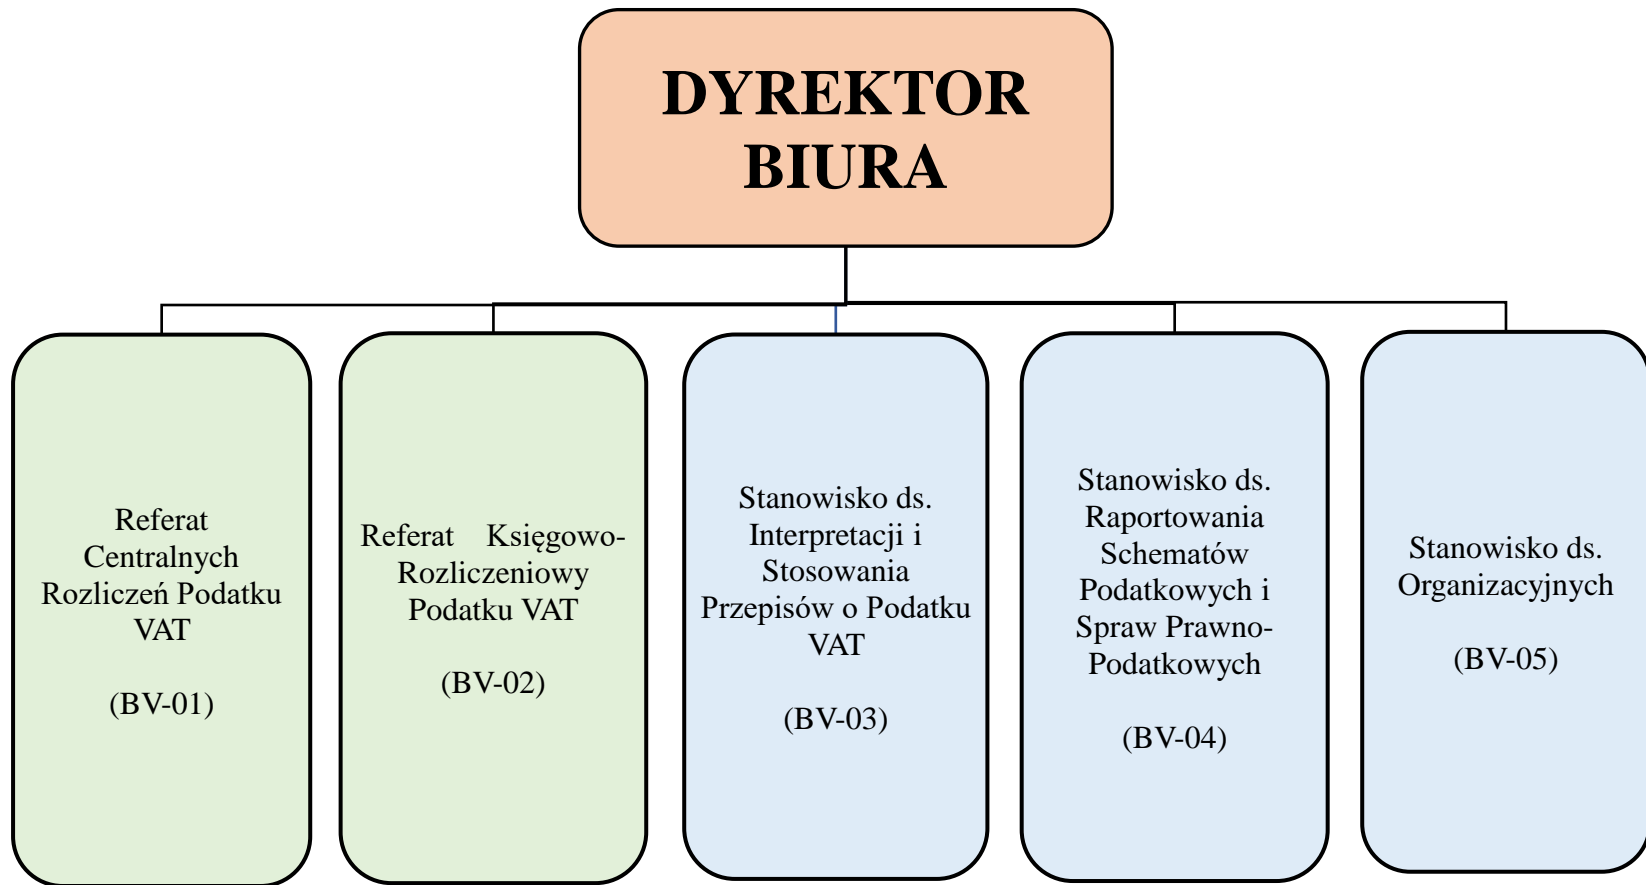 DYREKTOR
BIURA
Referat
Centralnych
Rozliczeń Podatku
VAT
(BV-01)
Referat Księgowo-
Rozliczeniowy
Podatku VAT
(BV-02)
Stanowisko ds.
Interpretacji i
Stosowania
Przepisów o Podatku
VAT
(BV-03)
Stanowisko ds.
Raportowania
Schematów
Podatkowych i
Spraw Prawno-
Podatkowych
(BV-04)
Stanowisko ds.
Organizacyjnych
(BV-05)